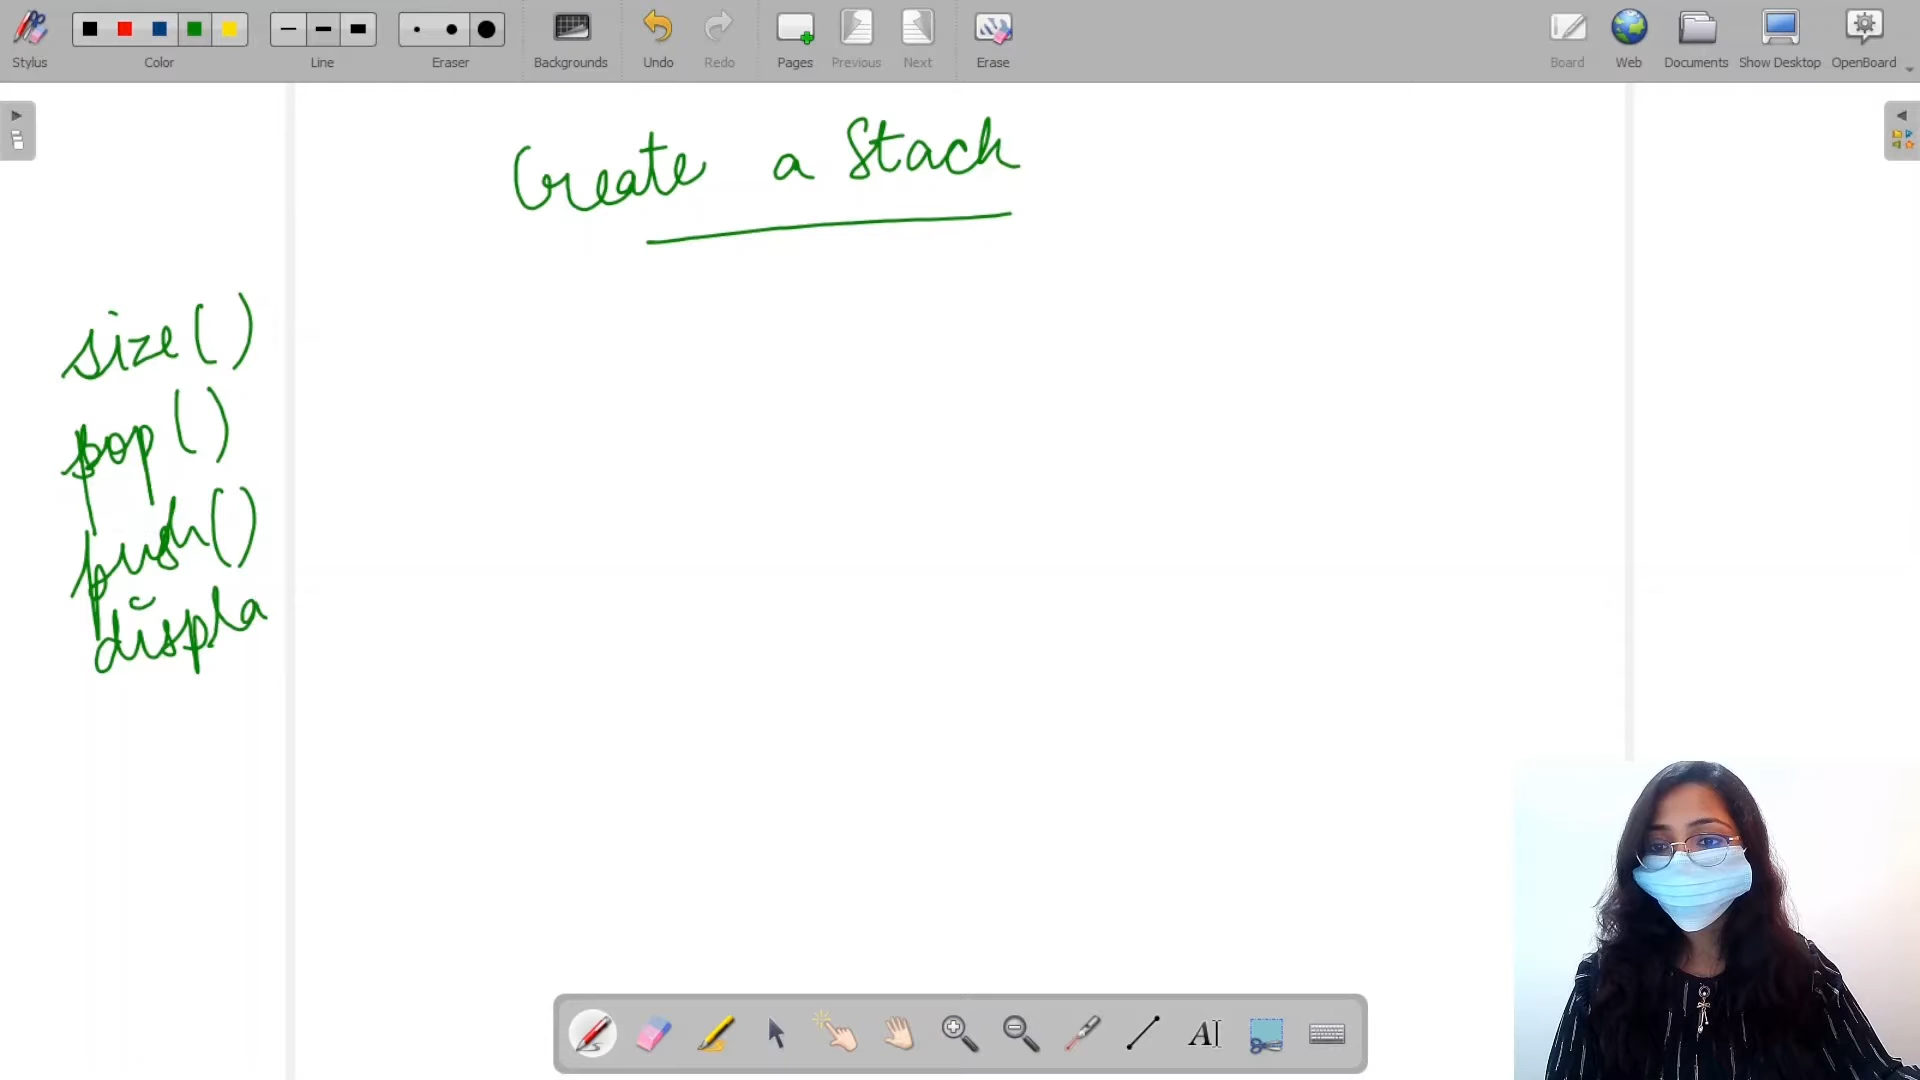 Stylus Color Line Eraser Backgrounds Undo Redo Pages Previous Next Erase Board Web Documents Show Desktop OpenBoard
Create a Stack
size()
pop()
push()
displa
AI